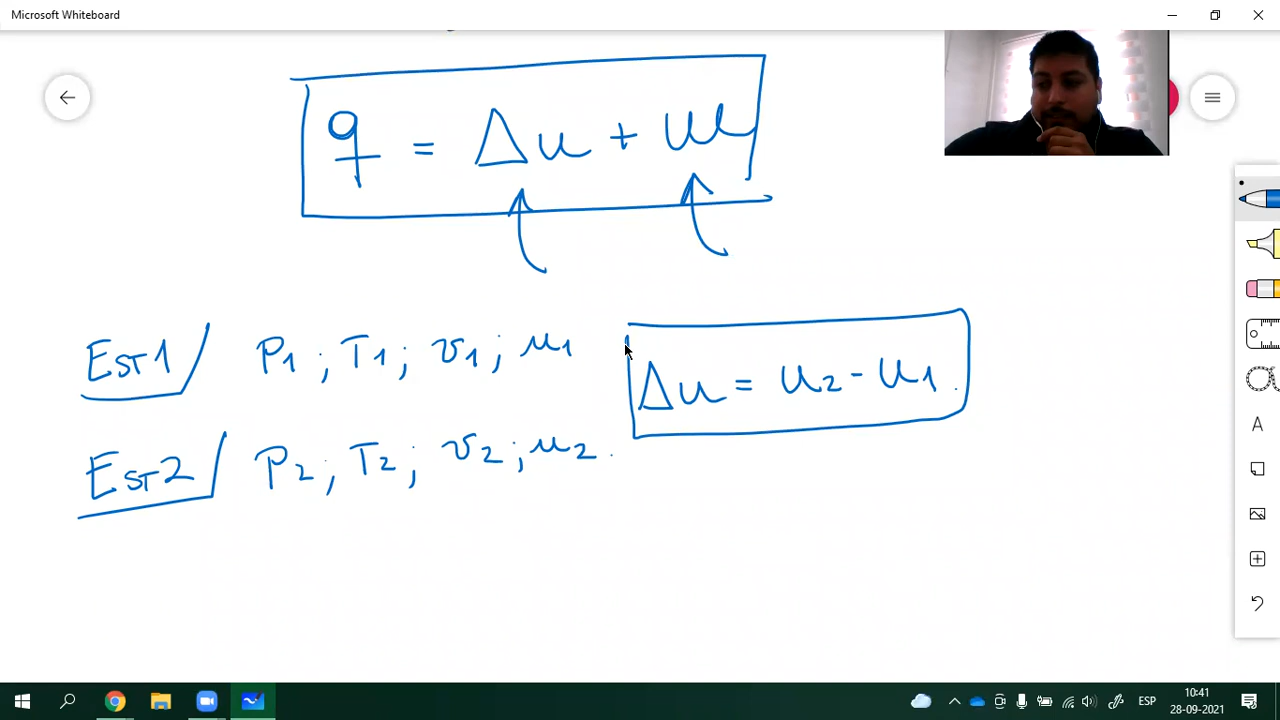 Microsoft Whiteboard
q = Δu + w
EST1 / P1 ; T1 ; v1 ; u1
Δu = u2 - u1.
EST2 / P2 ; T2 ; v2 ; u2.
A
ESP
10:41
28-09-2021